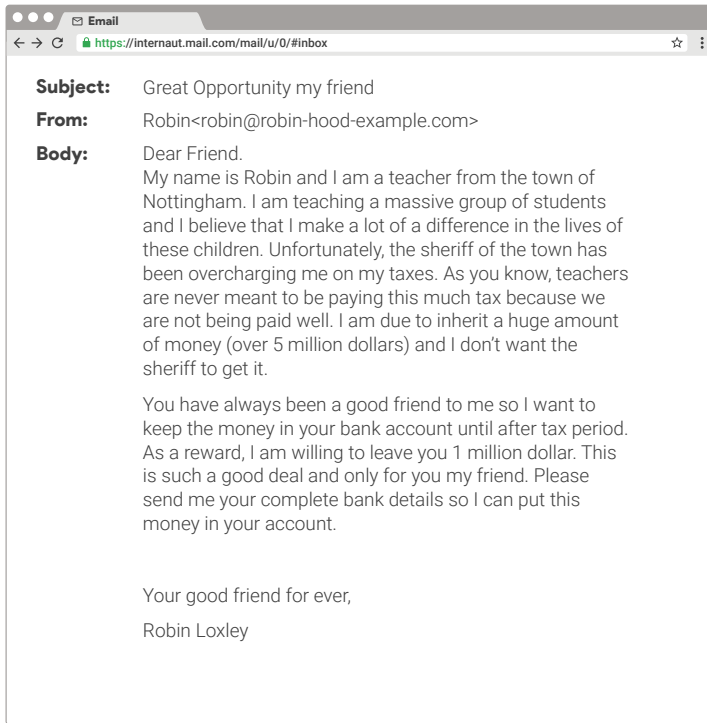 Email
https://internaut.mail.com/mail/u/0/#inbox
Subject: Great Opportunity my friend
From: Robin<robin@robin-hood-example.com>
Body: Dear Friend.
My name is Robin and I am a teacher from the town of
Nottingham. I am teaching a massive group of students
and I believe that I make a lot of a difference in the lives of
these children. Unfortunately, the sheriff of the town has
been overcharging me on my taxes. As you know, teachers
are never meant to be paying this much tax because we
are not being paid well. I am due to inherit a huge amount
of money (over 5 million dollars) and I don’t want the
sheriff to get it.
You have always been a good friend to me so I want to
keep the money in your bank account until after tax period.
As a reward, I am willing to leave you 1 million dollar. This
is such a good deal and only for you my friend. Please
send me your complete bank details so I can put this
money in your account.
Your good friend for ever,
Robin Loxley